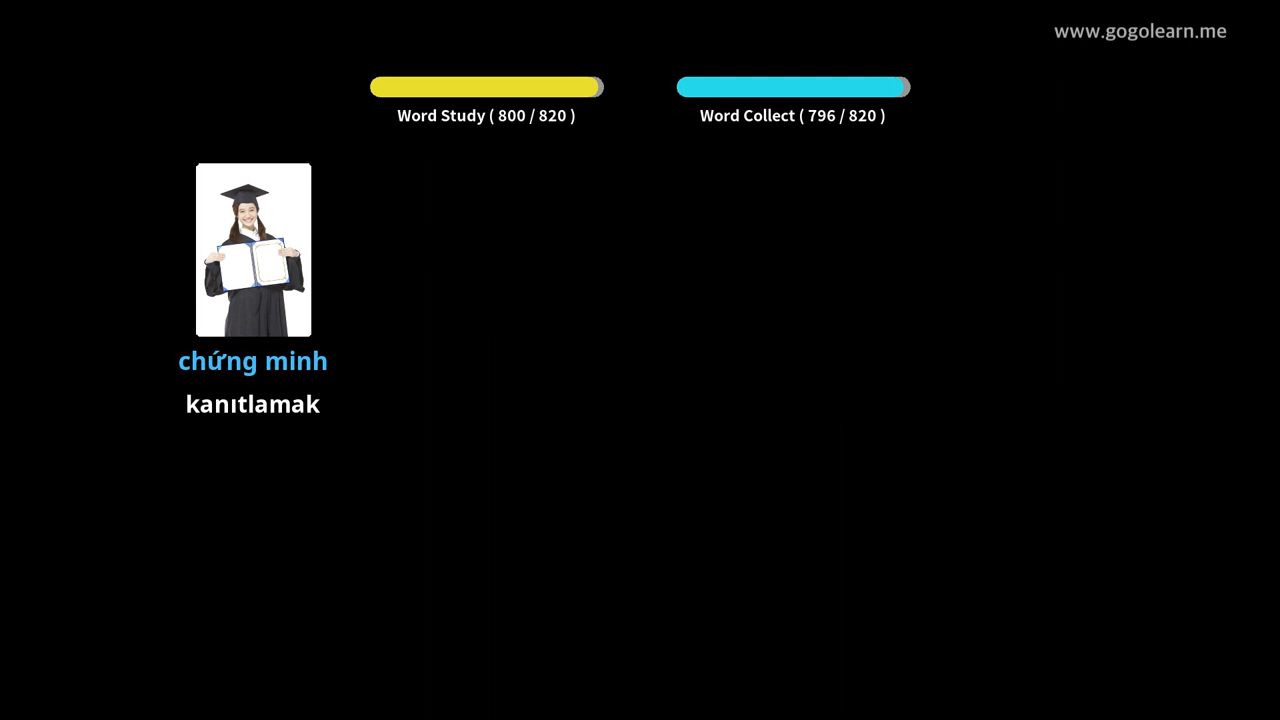 www.gogolearn.me
Word Study ( 800 / 820 )
Word Collect ( 796 / 820 )
chứng minh
kanıtlamak